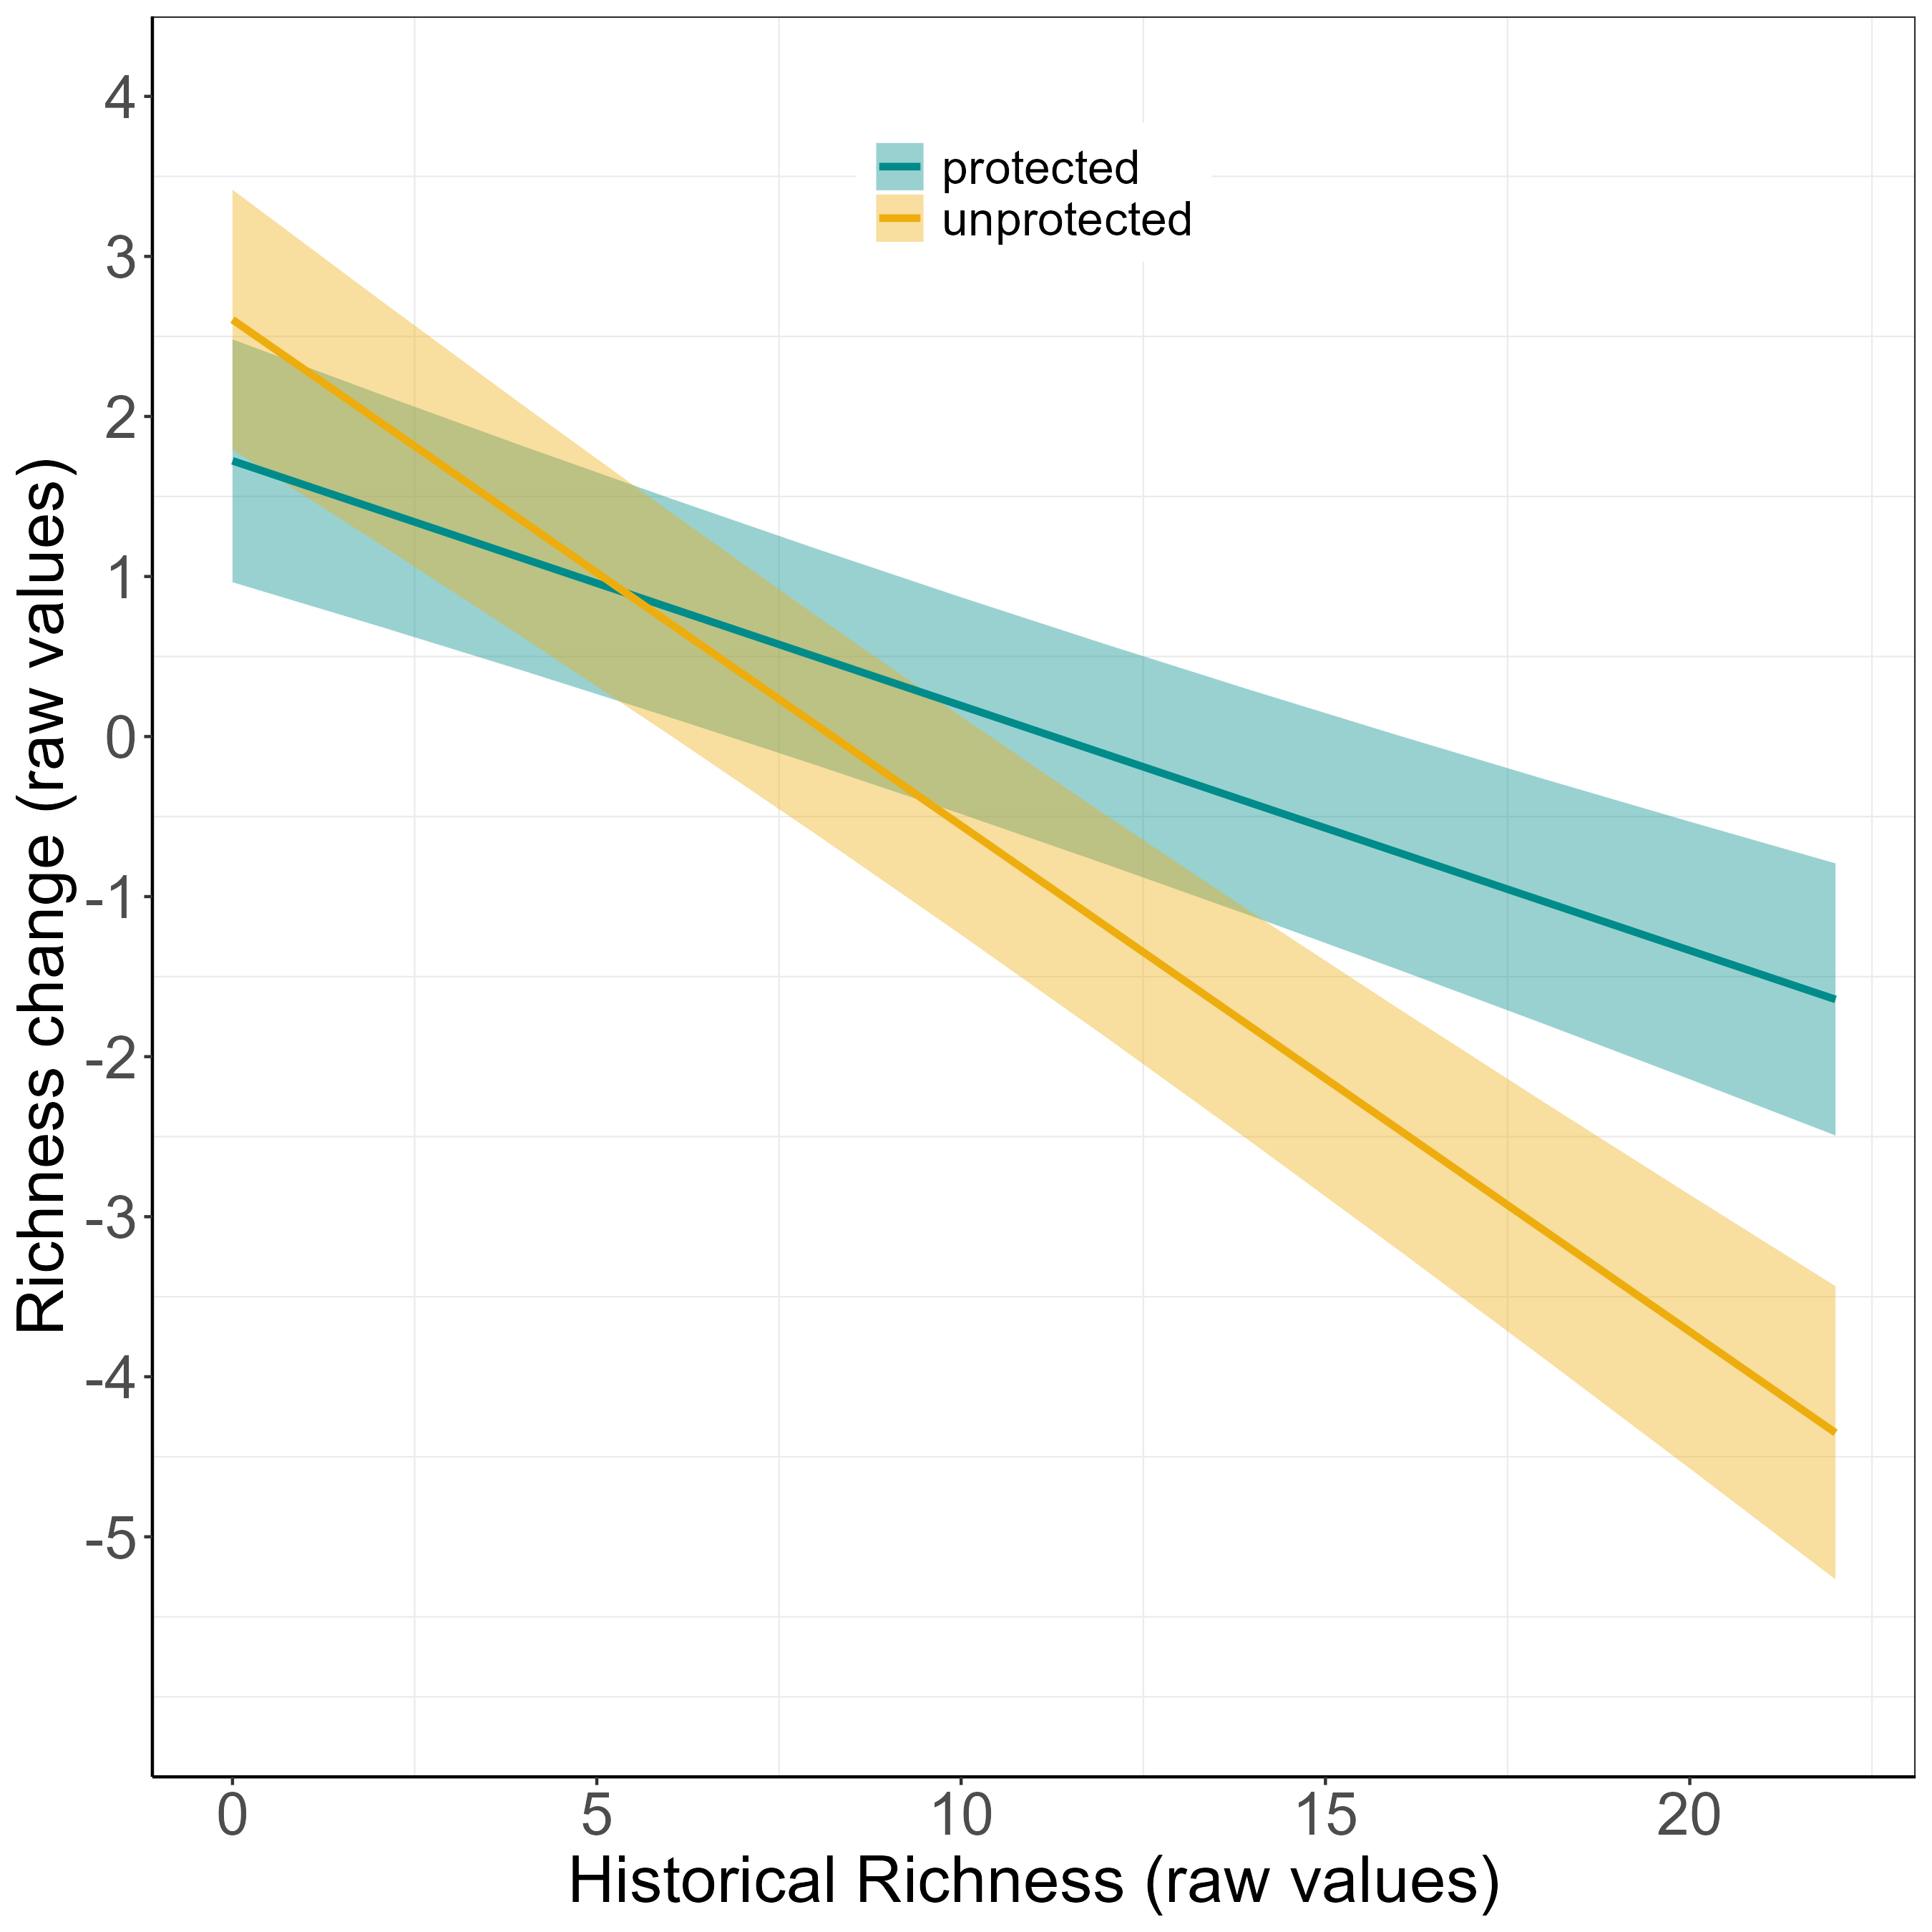 protected
unprotected
Richness change (raw values)
4
3
2
1
0
-1
-2
-3
-4
-5
0 5 10 15 20
Historical Richness (raw values)